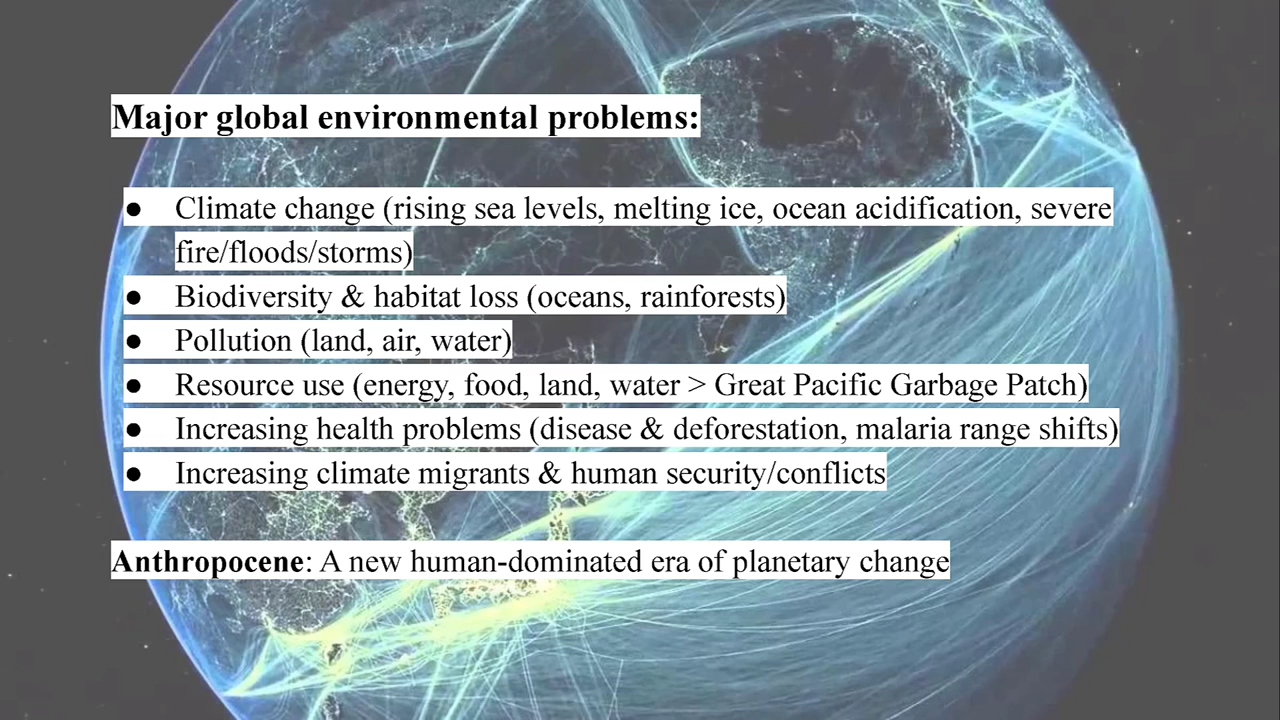 Major global environmental problems:
● Climate change (rising sea levels, melting ice, ocean acidification, severe
fire/floods/storms)
● Biodiversity & habitat loss (oceans, rainforests)
● Pollution (land, air, water)
● Resource use (energy, food, land, water > Great Pacific Garbage Patch)
● Increasing health problems (disease & deforestation, malaria range shifts)
● Increasing climate migrants & human security/conflicts
Anthropocene: A new human-dominated era of planetary change